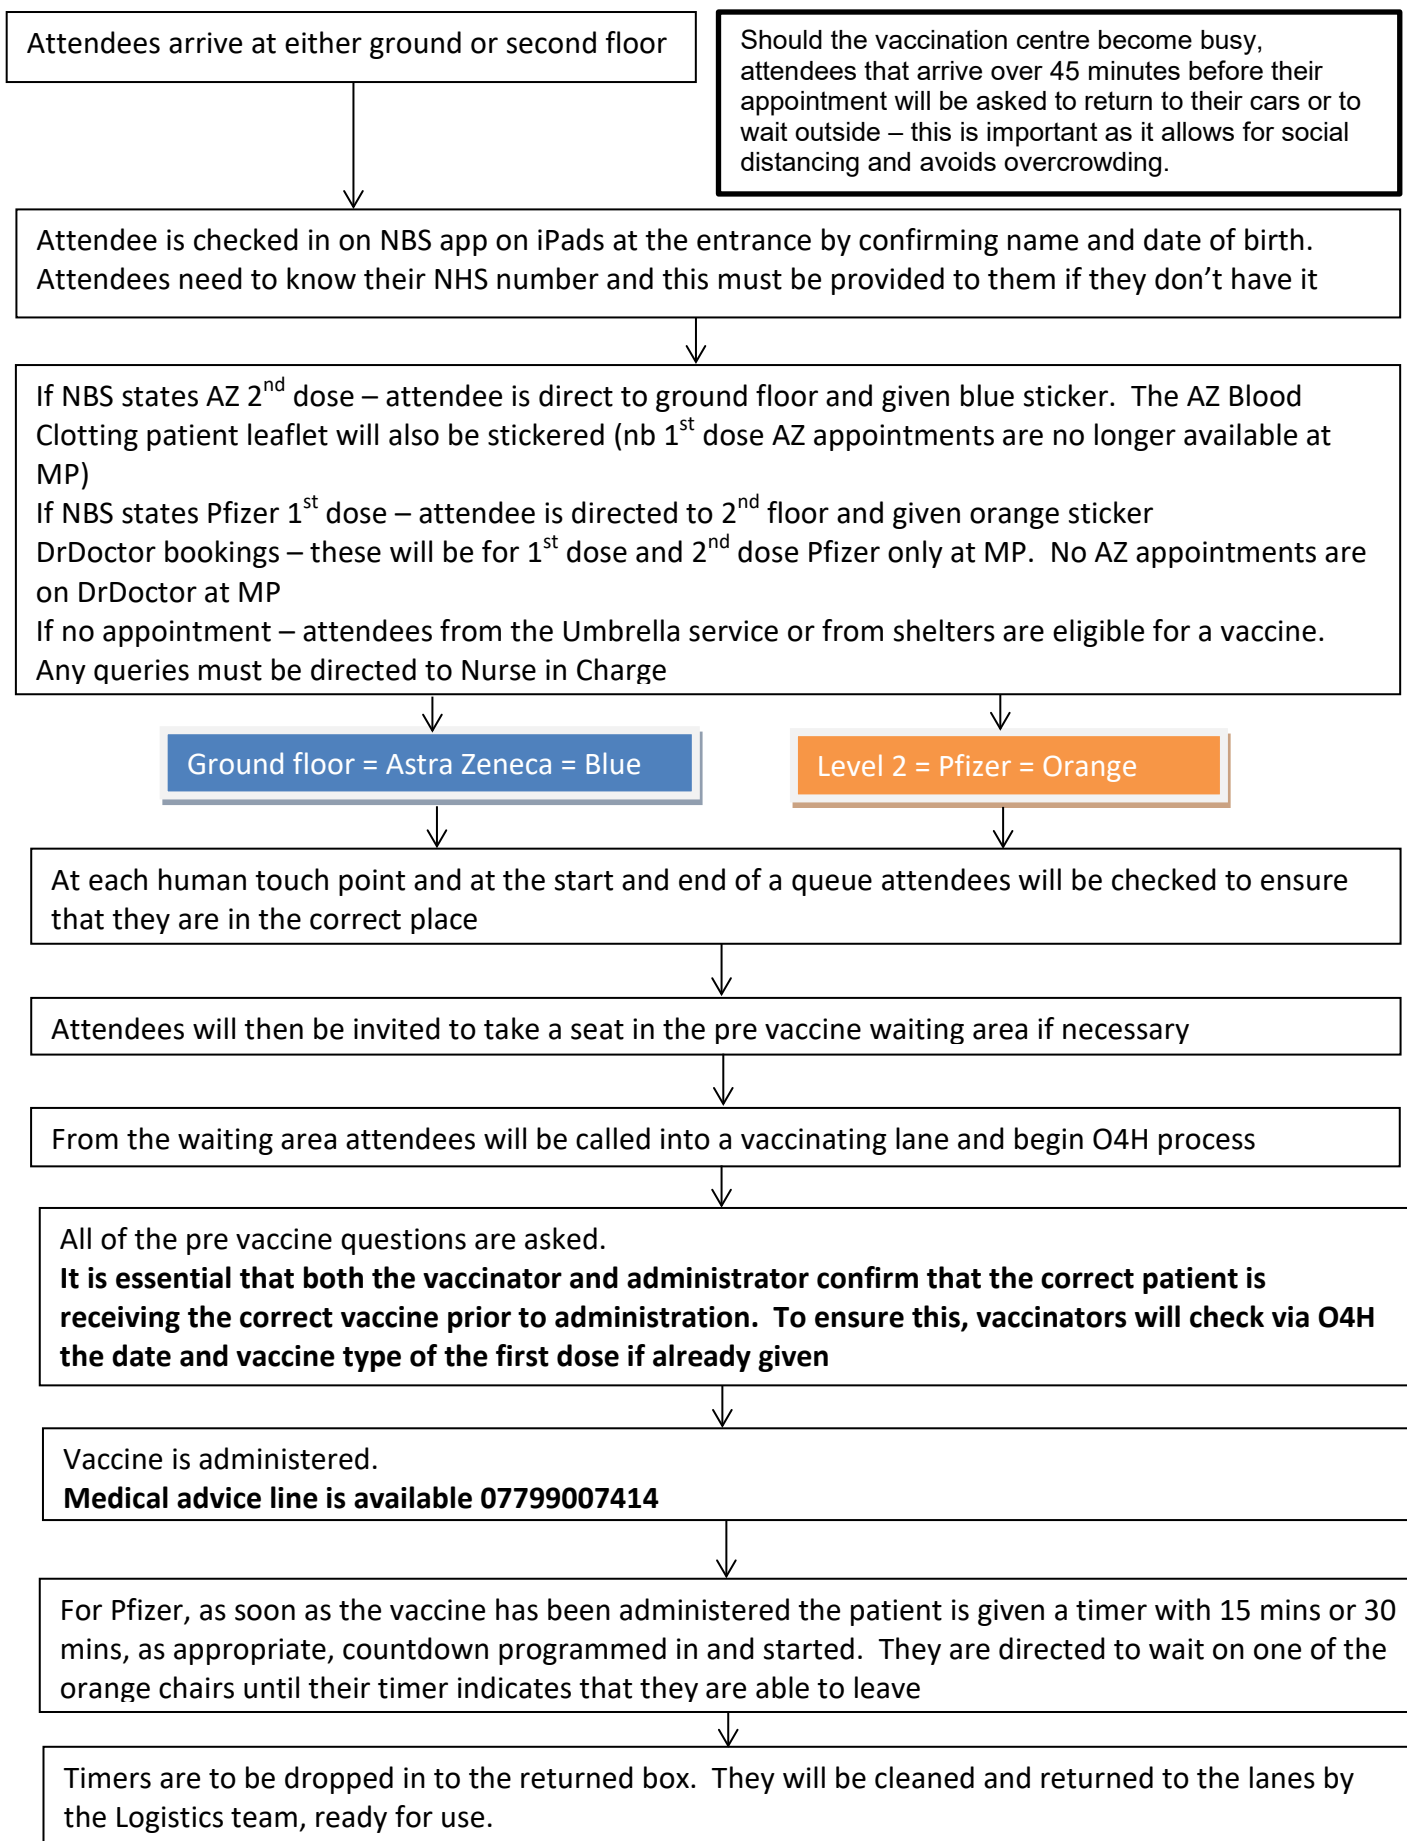 Attendees arrive at either ground or second floor
Should the vaccination centre become busy,
attendees that arrive over 45 minutes before their
appointment will be asked to return to their cars or to
wait outside – this is important as it allows for social
distancing and avoids overcrowding.
Attendee is checked in on NBS app on iPads at the entrance by confirming name and date of birth.
Attendees need to know their NHS number and this must be provided to them if they don’t have it
If NBS states AZ 2nd dose – attendee is direct to ground floor and given blue sticker.  The AZ Blood
Clotting patient leaflet will also be stickered (nb 1st dose AZ appointments are no longer available at
MP)
If NBS states Pfizer 1st dose – attendee is directed to 2nd floor and given orange sticker
DrDoctor bookings – these will be for 1st dose and 2nd dose Pfizer only at MP.  No AZ appointments are
on DrDoctor at MP
If no appointment – attendees from the Umbrella service or from shelters are eligible for a vaccine.
Any queries must be directed to Nurse in Charge
Ground floor = Astra Zeneca = Blue
Level 2 = Pfizer = Orange
At each human touch point and at the start and end of a queue attendees will be checked to ensure
that they are in the correct place
Attendees will then be invited to take a seat in the pre vaccine waiting area if necessary
From the waiting area attendees will be called into a vaccinating lane and begin O4H process
All of the pre vaccine questions are asked.
It is essential that both the vaccinator and administrator confirm that the correct patient is
receiving the correct vaccine prior to administration.  To ensure this, vaccinators will check via O4H
the date and vaccine type of the first dose if already given
Vaccine is administered.
Medical advice line is available 07799007414
For Pfizer, as soon as the vaccine has been administered the patient is given a timer with 15 mins or 30
mins, as appropriate, countdown programmed in and started.  They are directed to wait on one of the
orange chairs until their timer indicates that they are able to leave
Timers are to be dropped in to the returned box.  They will be cleaned and returned to the lanes by
the Logistics team, ready for use.